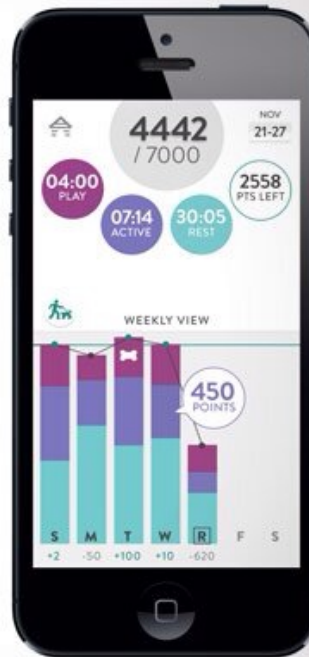 4442
/ 7000
NOV
21-27
04:00
PLAY
07:14
ACTIVE
30:05
REST
2558
PTS LEFT
WEEKLY VIEW
450
POINTS
S M T W R F S
+2 -50 +100 +10 -620